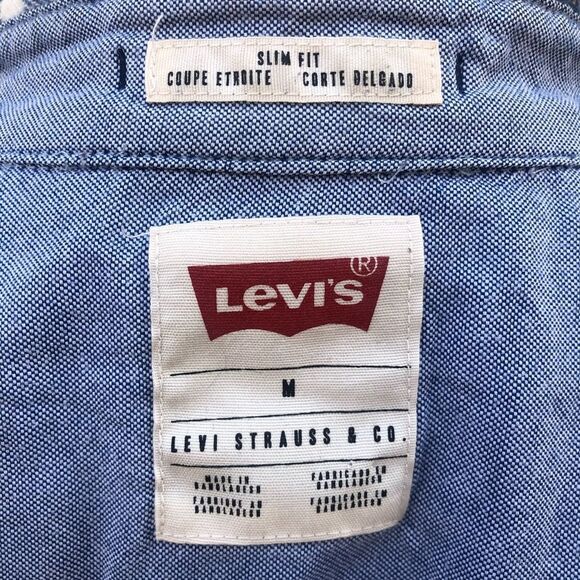 SLIM FIT
COUPE ETROITE CORTE DELGADO
LEVI'S ®
M
LEVI STRAUSS & CO.
MADE IN BANGLADESH
FABRICADO EN BANGLADESH
FABRIQUE AU BANGLADESH
FABRICADO EM BANGLADESH